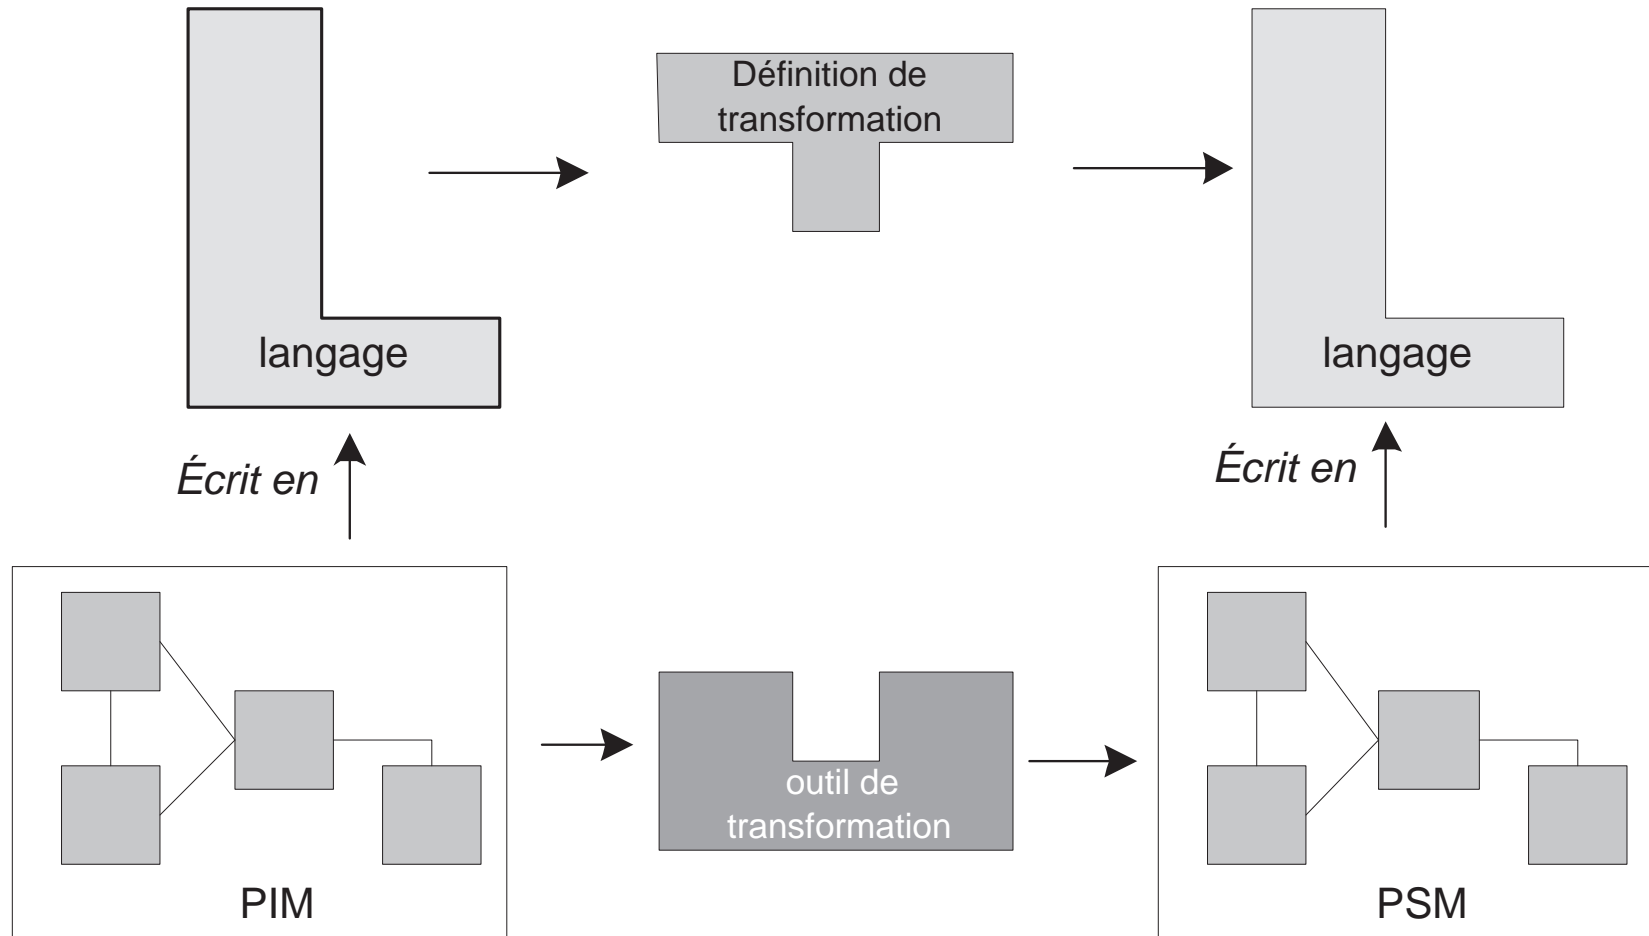 Définition de
transformation
langage
langage
Écrit en
Écrit en
outil de
transformation
PIM
PSM